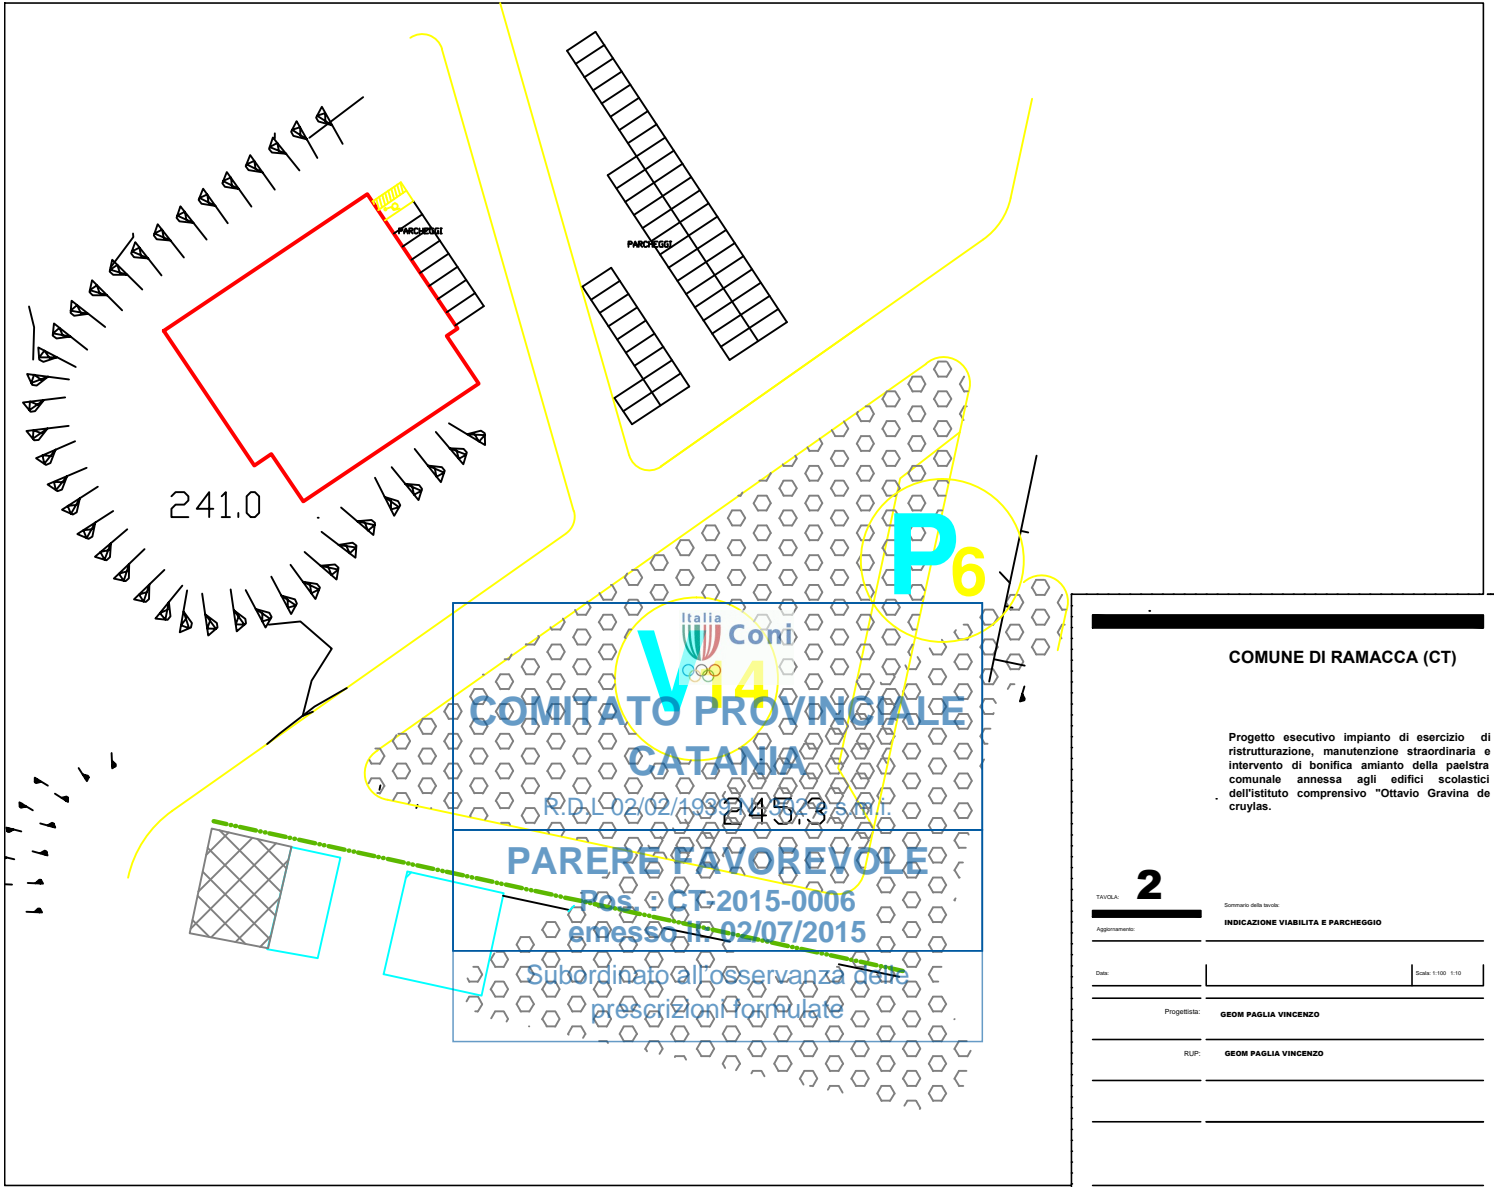 PARCHEGGI
PARCHEGGI
241.0
P6
V14
Italia
Coni
COMITATO PROVINCIALE
CATANIA
R.D.L 02/02/1939 N. 302 e s.m.i.
245.3
PARERE FAVOREVOLE
Pos. : CT-2015-0006
emesso il: 02/07/2015
Subordinato all'osservanza delle
prescrizioni formulate
COMUNE DI RAMACCA (CT)
Progetto esecutivo impianto di esercizio di
ristrutturazione, manutenzione straordinaria e
intervento di bonifica amianto della paelstra
comunale annessa agli edifici scolastici
dell'istituto comprensivo "Ottavio Gravina de
cruylas.
TAVOLA: 2
Sommario della tavola:
INDICAZIONE VIABILITA E PARCHEGGIO
Aggiornamento:
Data:
Scala: 1:100 1:10
Progettista: GEOM PAGLIA VINCENZO
RUP: GEOM PAGLIA VINCENZO